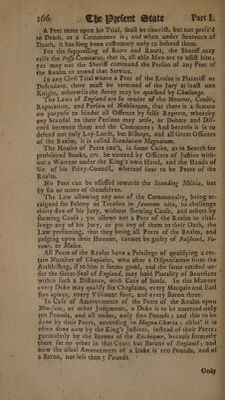 166 The Present State Part I.
A Peer mute upon his Trial, shall be convict, but not press'd
to Death, as a Commoner is; and when under Sentence of
Death, it has long been customary only to behead them.
For the suppressing of Riots and Routs, the Sheriff may
raise the Posse Comitatus, that is, all able Men are to assist him;
yet may not the Sheriff command the Person of any Peer of
the Realm to attend that Service.
In any Civil Trial where a Peer of the Realm is Plaintiff or
Defendant, there must be returned of the Jury at least one
Knight, otherwise the Array may be quashed by Challenge.
The Laws of England are so tender of the Honour, Credit,
Reputation, and Persons of Noblemen, that there is a Statute
on purpose to hinder all Offence by false Reports, whereby
any Scandal to their Persons may arise, or Debate and Dis-
cord between them and the Commons; And because it is to
defend not only Lay-Lords, but Bishops, and all great Officers
of the Realm, it is called Scandalum Magnatum.
The Houses of Peers can't, in some Cases, as in Search for
prohibited Books, &c. be entered by Officers of Justice with-
out a Warrant under the King's own Hand, and the Hands of
Six of his Privy-Council, whereof four to be Peers of the
Realm.
No Peer can be assessed towards the Standing Militia, but
by six or more of themselves.
The Law allowing any one of the Commonalty, being ar-
raigned for Felony or Treason in favorem vitæ, to challenge
thirty five of his Jury, without shewing Cause, and others by
shewing Cause; yet allows not a Peer of the Realm to chal-
lenge any of his Jury, or put any of them to their Oath, the
Law presuming, that they being all Peers of the Realm, and
judging upon their Honour, cannot be guilty of Falshood, Fa-
vour, or Malice.
All Peers of the Realm have a Privilege of qualifying a cer-
tain Number of Chaplains, who after a Dispensation from the
Archbishop, if to him it seems good, and the same ratified un-
der the Great-Seal of England, may hold Plurality of Benefices
within such a Distance, with Cure of Souls. In this Manner
every Duke may qualify Six Chaplains, every Marquis and Earl
five apiece, every Viscount four, and every Baron three.
In Case of Amercements of the Peers of the Realm upon
Non-suits, or other Judgments, a Duke is to be amerced only
ten Pounds, and all under, only five Pounds; and this to be
done by their Peers, according to Magna Charta; altho' it is
often done now by the King's Justices, instead of their Peers;
particularly by the Barons of the Exchequer, because formerly
there sat no other in that Court but Barons of England; and
now the usual Amercement of a Duke is 100 Pounds, and of
a Baron, not less than 5 Pounds.
Only